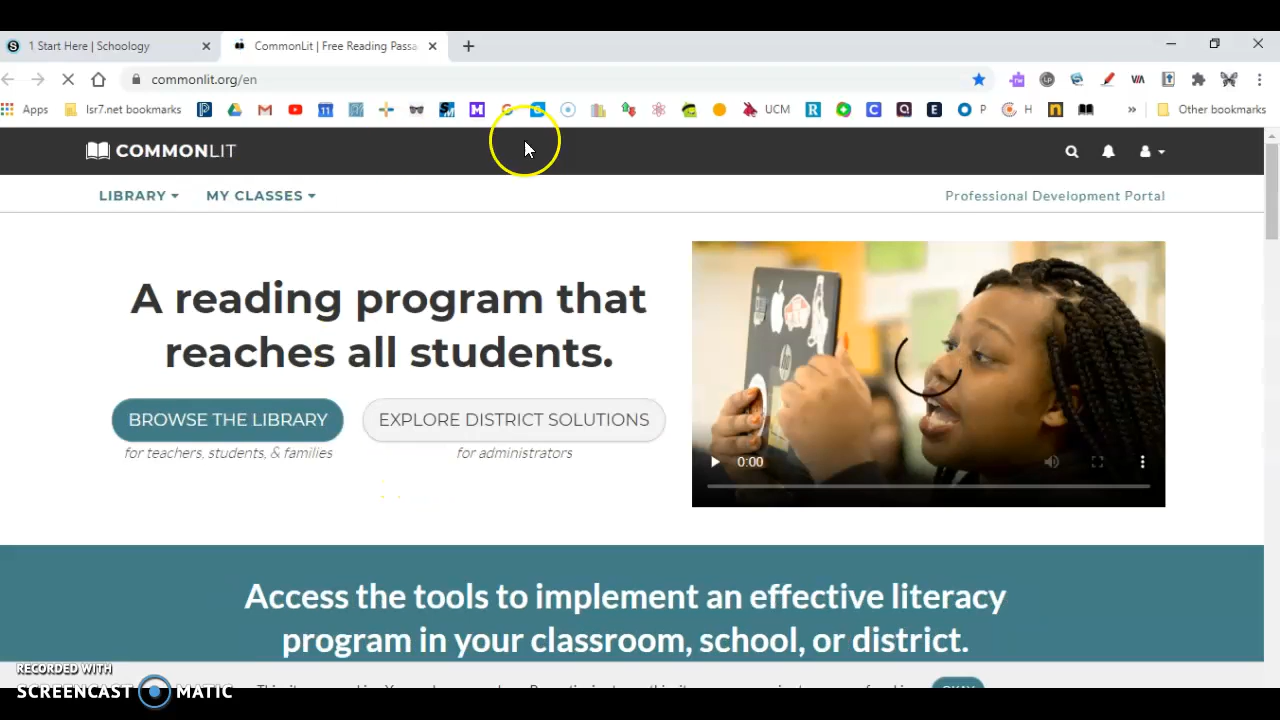 1 Start Here | Schoology
CommonLit | Free Reading Passa
commonlit.org/en
Apps lsr7.net bookmarks UCM P H » Other bookmarks
COMMONLIT
LIBRARY MY CLASSES Professional Development Portal
A reading program that
reaches all students.
BROWSE THE LIBRARY EXPLORE DISTRICT SOLUTIONS
for teachers, students, & families for administrators
0:00
Access the tools to implement an effective literacy
program in your classroom, school, or district.
RECORDED WITH
SCREENCAST MATIC